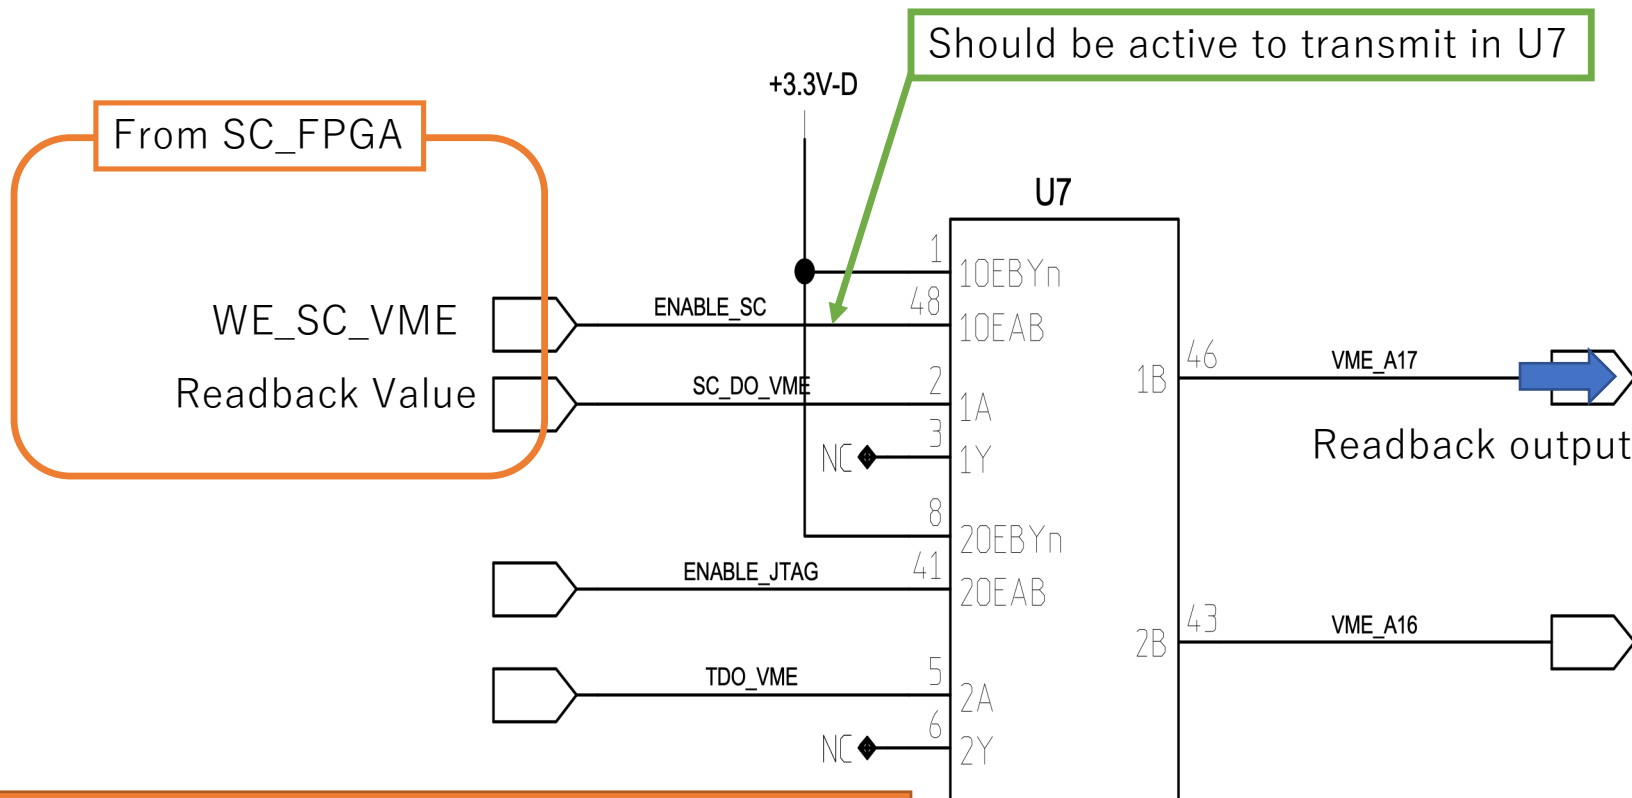 Should be active to transmit in U7
+3.3V-D
From SC_FPGA
U7
1
1OEBYn
WE_SC_VME
ENABLE_SC
48
1OEAB
46
VME_A17
1B
Readback Value
SC_DO_VME
2
1A
3
NC
1Y
Readback output
8
2OEBYn
ENABLE_JTAG
41
2OEAB
43
VME_A16
2B
TDO_VME
5
2A
6
NC
2Y